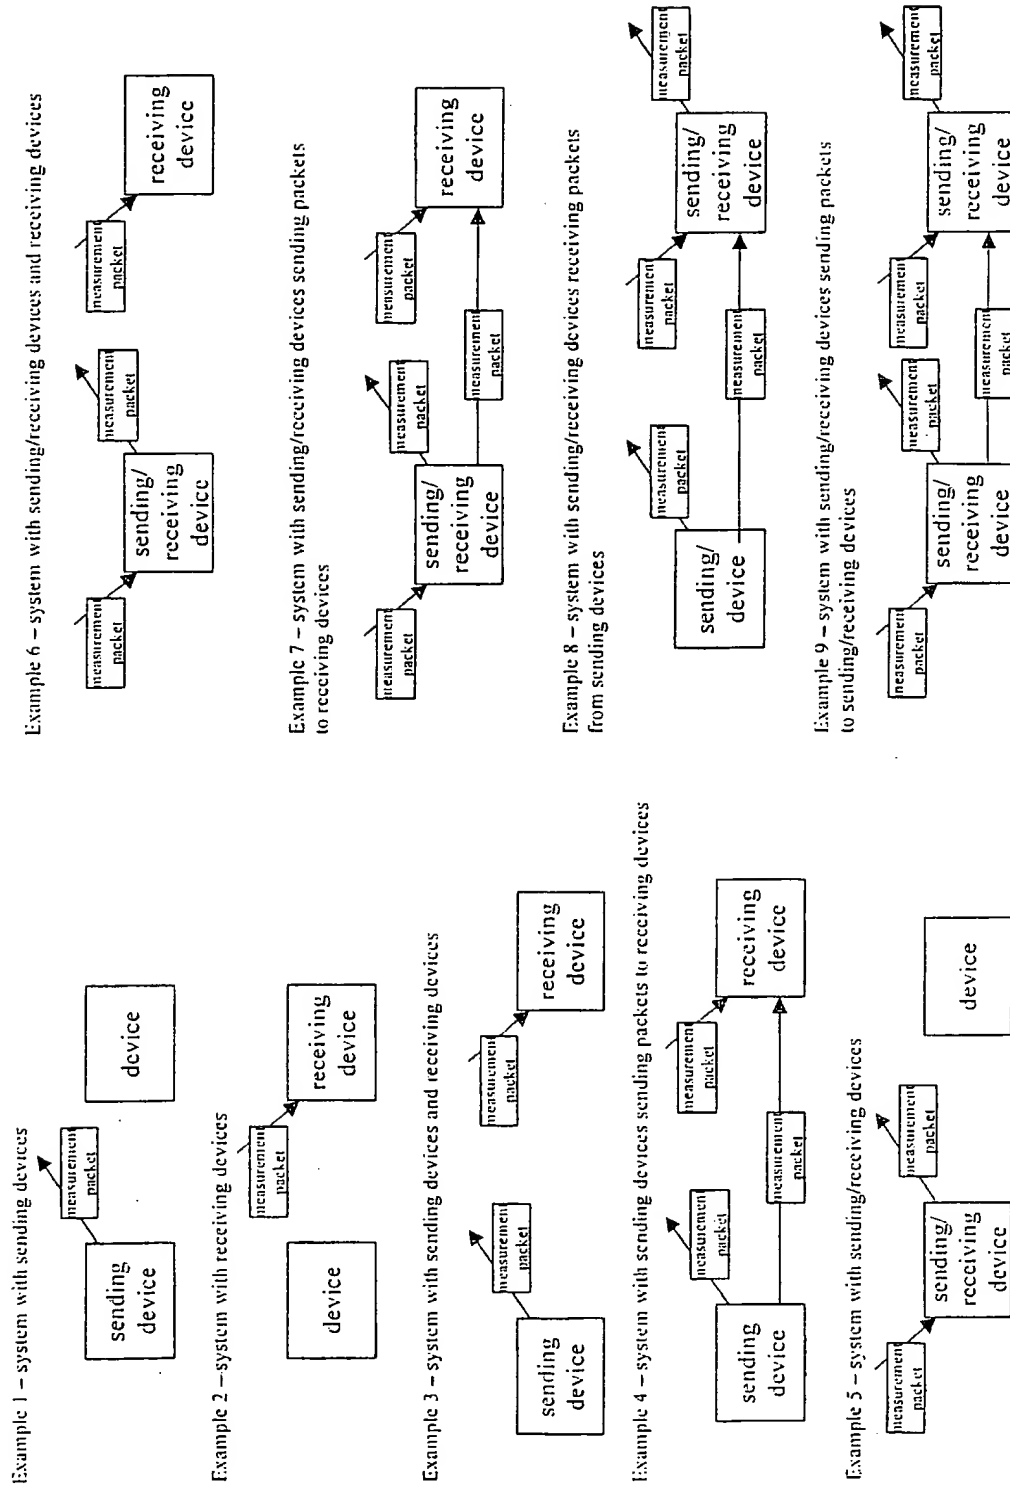 Example 1 – system with sending devices
sending
device
measurement
packet
device
Example 2 – system with receiving devices
device
measurement
packet
receiving
device
Example 3 – system with sending devices and receiving devices
sending
device
measurement
packet
measurement
packet
receiving
device
Example 4 – system with sending devices sending packets to receiving devices
sending
device
measurement
packet
measurement
packet
measurement
packet
receiving
device
Example 5 – system with sending/receiving devices
measurement
packet
sending/
receiving
device
measurement
packet
device
Example 6 – system with sending/receiving devices and receiving devices
measurement
packet
sending/
receiving
device
measurement
packet
measurement
packet
receiving
device
Example 7 – system with sending/receiving devices sending packets
to receiving devices
measurement
packet
sending/
receiving
device
measurement
packet
measurement
packet
measurement
packet
receiving
device
Example 8 – system with sending/receiving devices receiving packets
from sending devices
sending/
device
measurement
packet
measurement
packet
measurement
packet
sending/
receiving
device
measurement
packet
Example 9 – system with sending/receiving devices sending packets
to sending/receiving devices
measurement
packet
sending/
receiving
device
measurement
packet
measurement
packet
measurement
packet
sending/
receiving
device
measurement
packet